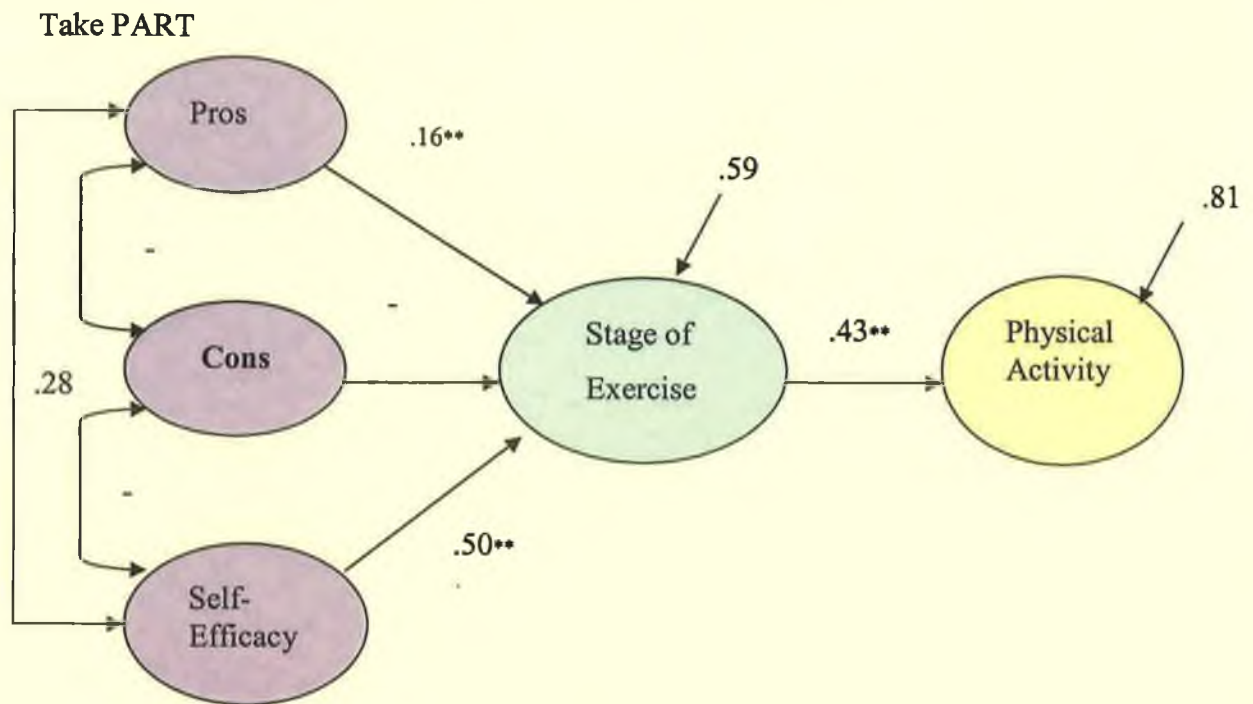 Take PART
Pros
.16**
.59
.81
-
-
Stage of
Exercise
.43**
Physical
Activity
Cons
.28
-
.50**
Self-
Efficacy